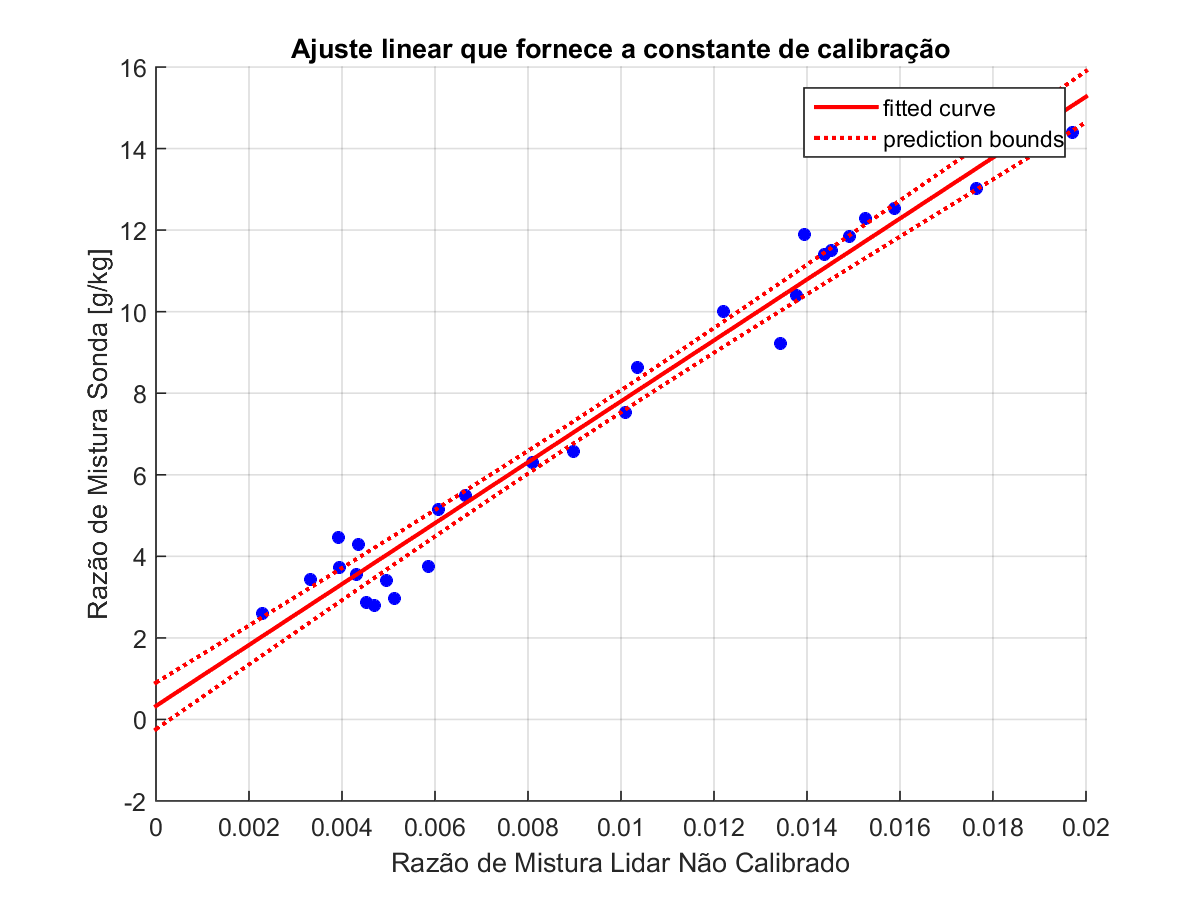 Ajuste linear que fornece a constante de calibração
fitted curve
prediction bounds
Razão de Mistura Sonda [g/kg]
16
14
12
10
8
6
4
2
0
-2
0 0.002 0.004 0.006 0.008 0.01 0.012 0.014 0.016 0.018 0.02
Razão de Mistura Lidar Não Calibrado